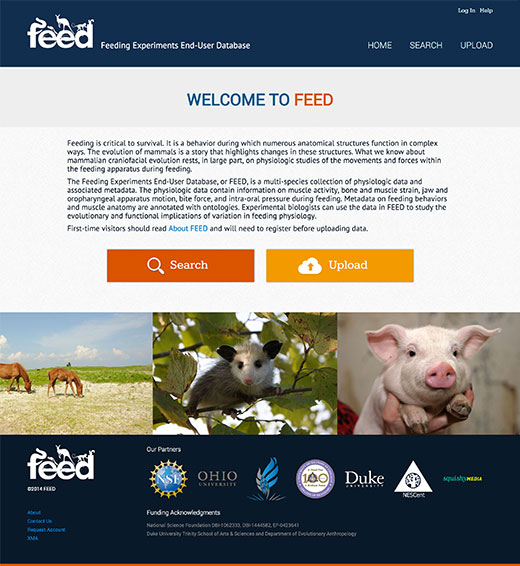 Log In Help
feed Feeding Experiments End-User Database
HOME SEARCH UPLOAD
WELCOME TO FEED
Feeding is critical to survival. It is a behavior during which numerous anatomical structures function in complex
ways. The evolution of mammals is a story that highlights changes in these structures. What we know about
mammalian craniofacial evolution rests, in large part, on physiologic studies of the movements and forces within
the feeding apparatus during feeding.
The Feeding Experiments End-User Database, or FEED, is a multi-species collection of physiologic data and
associated metadata. The physiologic data contain information on muscle activity, bone and muscle strain, jaw and
oropharyngeal apparatus motion, bite force, and intra-oral pressure during feeding. Metadata on feeding behaviors
and muscle anatomy are annotated with ontologies. Experimental biologists can use the data in FEED to study the
evolutionary and functional implications of variation in feeding physiology.
First-time visitors should read About FEED and will need to register before uploading data.
Search
Upload
feed
©2014 FEED
About
Contact Us
Request Account
XMA
Our Partners
NSF
OHIO
UNIVERSITY
100
Duke
UNIVERSITY
NESCent
squishyMEDIA
Funding Acknowledgments
National Science Foundation DBI-1062333, DBI-1444582, EF-0423641
Duke University Trinity School of Arts & Sciences and Department of Evolutionary Anthropology